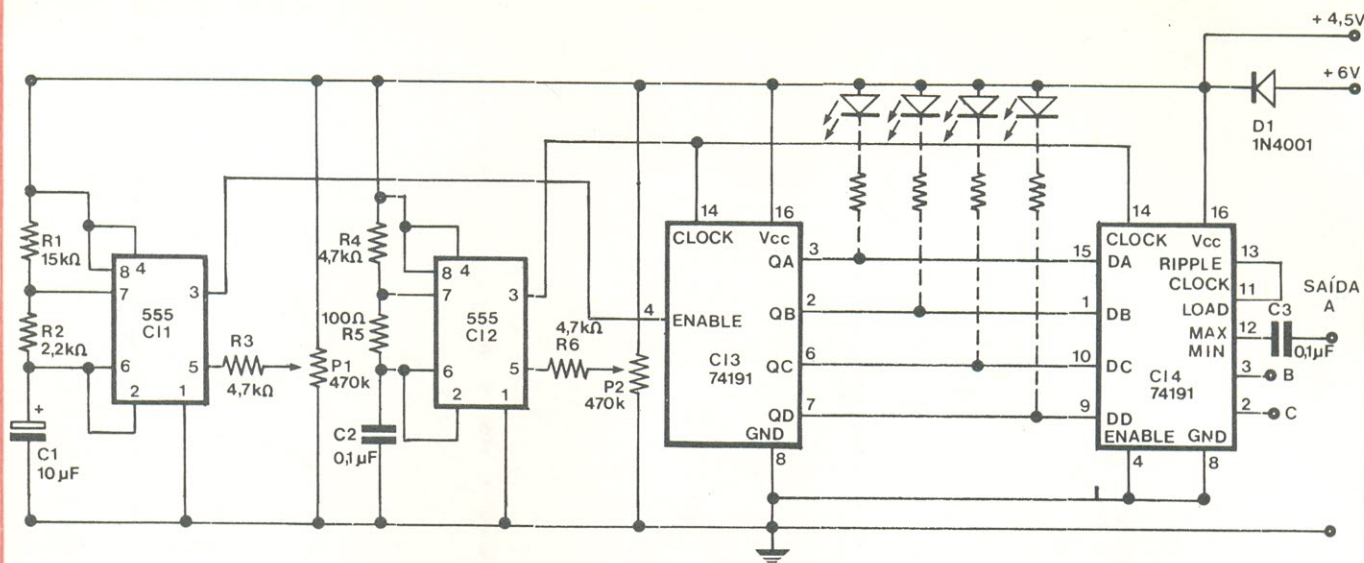 + 4,5V
+ 6V
D1
1N4001
R1
15kΩ
8
4
7
3
555
CI1
R2
2,2kΩ
6
5
2
1
R3
4,7kΩ
P1
470k
C1
+
10 µF
R4
4,7kΩ
8
4
7
3
100Ω
R5
555
CI2
6
5
2
1
4,7kΩ
R6
P2
470k
C2
0,1µF
14
16
CLOCK
Vcc
3
QA
2
QB
4
ENABLE
CI3
74191
6
QC
7
QD
GND
8
14
16
CLOCK
Vcc
15
DA
RIPPLE
13
CLOCK
11
LOAD
1
DB
MAX
12
MIN
10
DC
3
B
CI4
74191
2
C
9
DD
ENABLE
GND
4
8
SAÍDA
A
C3
0,1µF